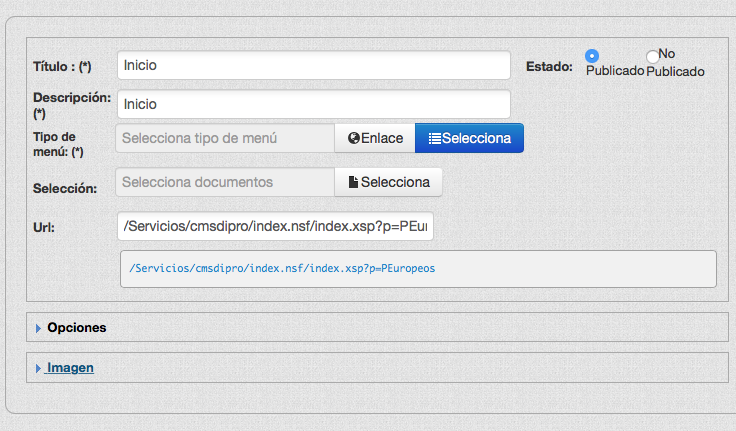 Título : (*) Inicio Estado: Publicado No Publicado
Descripción: (*) Inicio
Tipo de menú: (*) Selecciona tipo de menú Enlace Selecciona
Selección: Selecciona documentos Selecciona
Url: /Servicios/cmsdipro/index.nsf/index.xsp?p=PEur
/Servicios/cmsdipro/index.nsf/index.xsp?p=PEuropeos
Opciones
Imagen